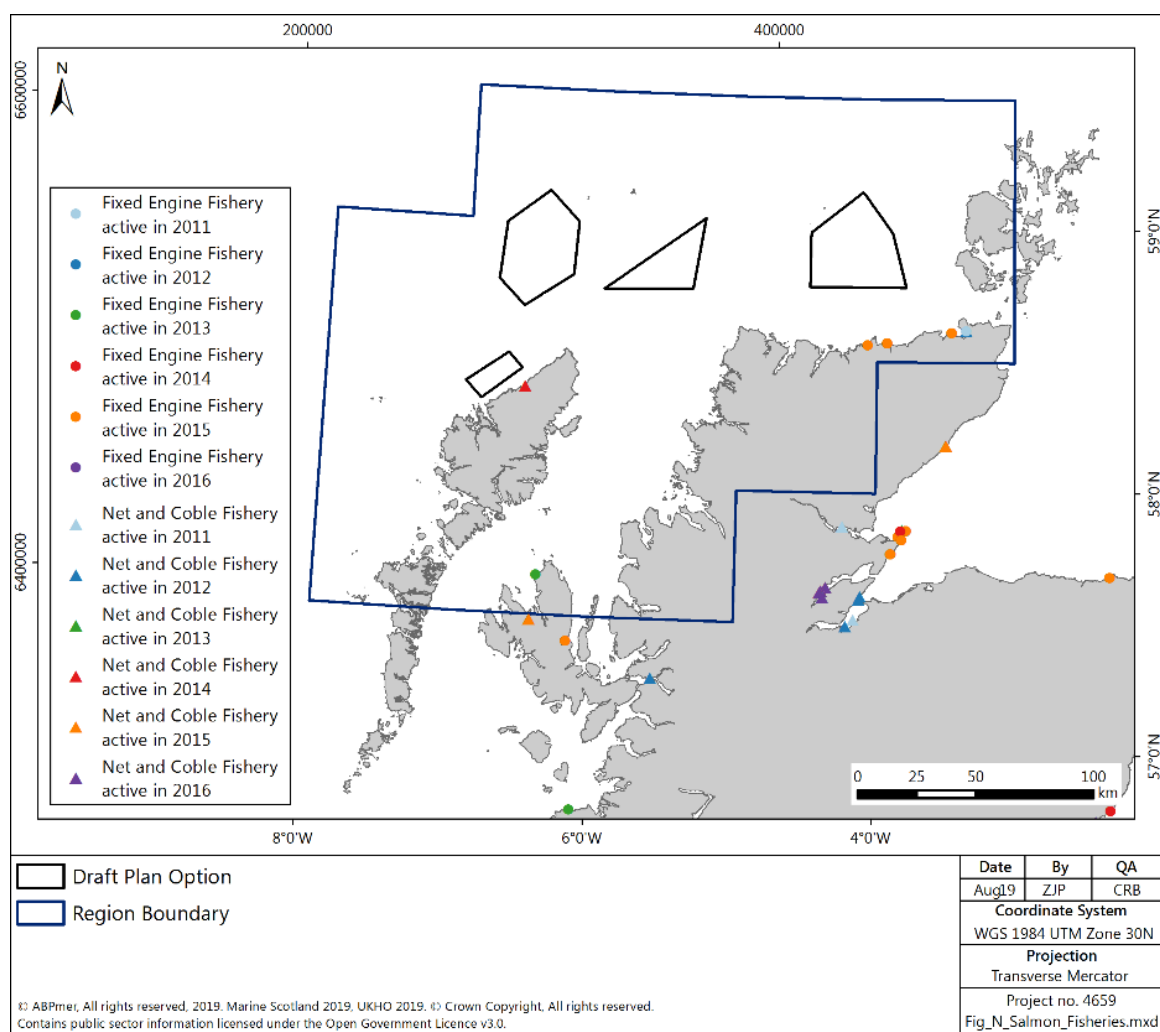 200000
400000
6600000
6400000
N
Fixed Engine Fishery
active in 2011
Fixed Engine Fishery
active in 2012
Fixed Engine Fishery
active in 2013
Fixed Engine Fishery
active in 2014
Fixed Engine Fishery
active in 2015
Fixed Engine Fishery
active in 2016
Net and Coble Fishery
active in 2011
Net and Coble Fishery
active in 2012
Net and Coble Fishery
active in 2013
Net and Coble Fishery
active in 2014
Net and Coble Fishery
active in 2015
Net and Coble Fishery
active in 2016
59°0'N
58°0'N
57°0'N
0 25 50 100
km
8°0'W
6°0'W
4°0'W
Draft Plan Option
Region Boundary
Date By QA
Aug19 ZJP CRB
Coordinate System
WGS 1984 UTM Zone 30N
Projection
Transverse Mercator
Project no. 4659
Fig_N_Salmon_Fisheries.mxd
© ABPmer, All rights reserved, 2019. Marine Scotland 2019, UKHO 2019. © Crown Copyright, All rights reserved.
Contains public sector information licensed under the Open Government Licence v3.0.